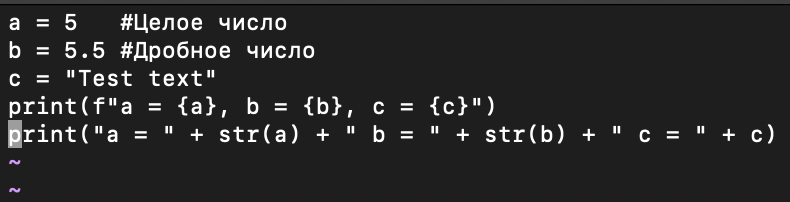 a = 5   #Целое число
b = 5.5 #Дробное число
c = "Test text"
print(f"a = {a}, b = {b}, c = {c}")
print("a = " + str(a) + " b = " + str(b) + " c = " + c)
~
~